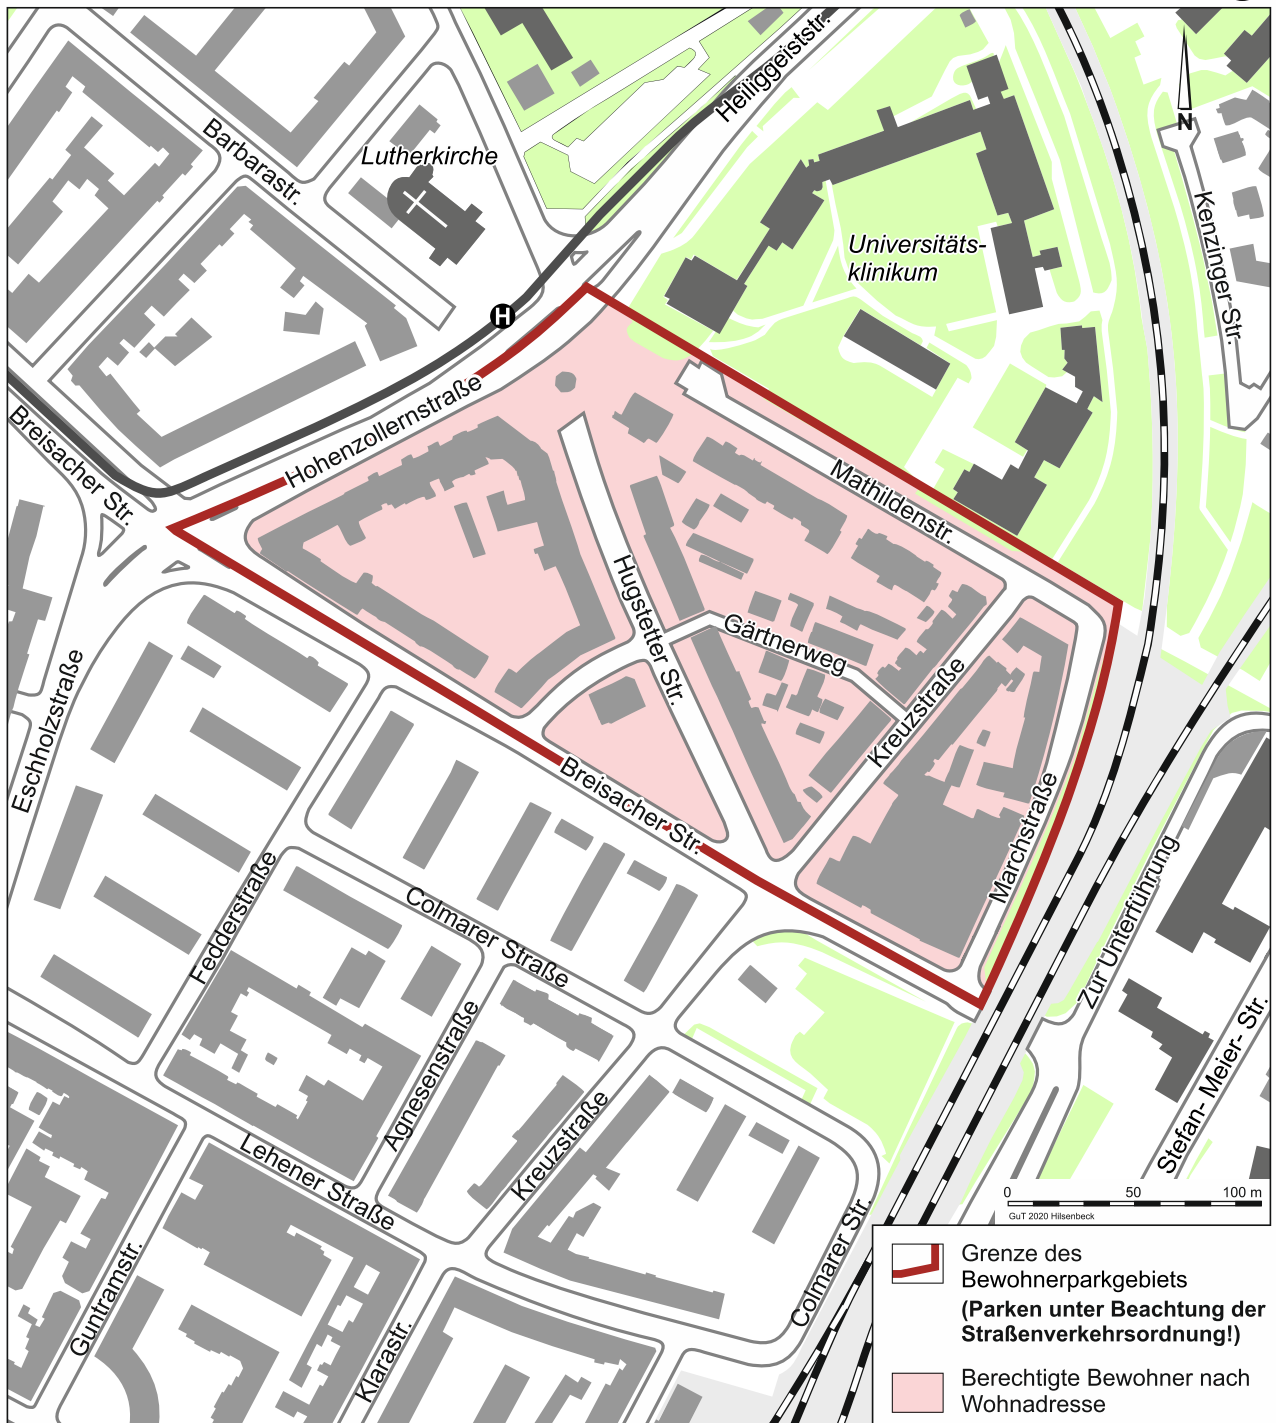 Heiliggeiststr.
N
Barbarastr.
Lutherkirche
Kenzinger-Str.
Universitäts-
klinikum
H
Hohenzollernstraße
Breisacher Str.
Mathildenstr.
Hugstetter Str.
Gärtnerweg
Kreuzstraße
Eschholzstraße
Breisacher Str.
Marchstraße
Zur Unterführung
Fedderstraße
Colmarer Straße
Agnesenstraße
Stefan- Meier- Str.
Kreuzstraße
Lehener Straße
Guntramstr.
Klarastr.
Colmarer Str.
0 50 100 m
GuT 2020 Hilsenbeck
Grenze des
Bewohnerparkgebiets
(Parken unter Beachtung der
Straßenverkehrsordnung!)
Berechtigte Bewohner nach
Wohnadresse